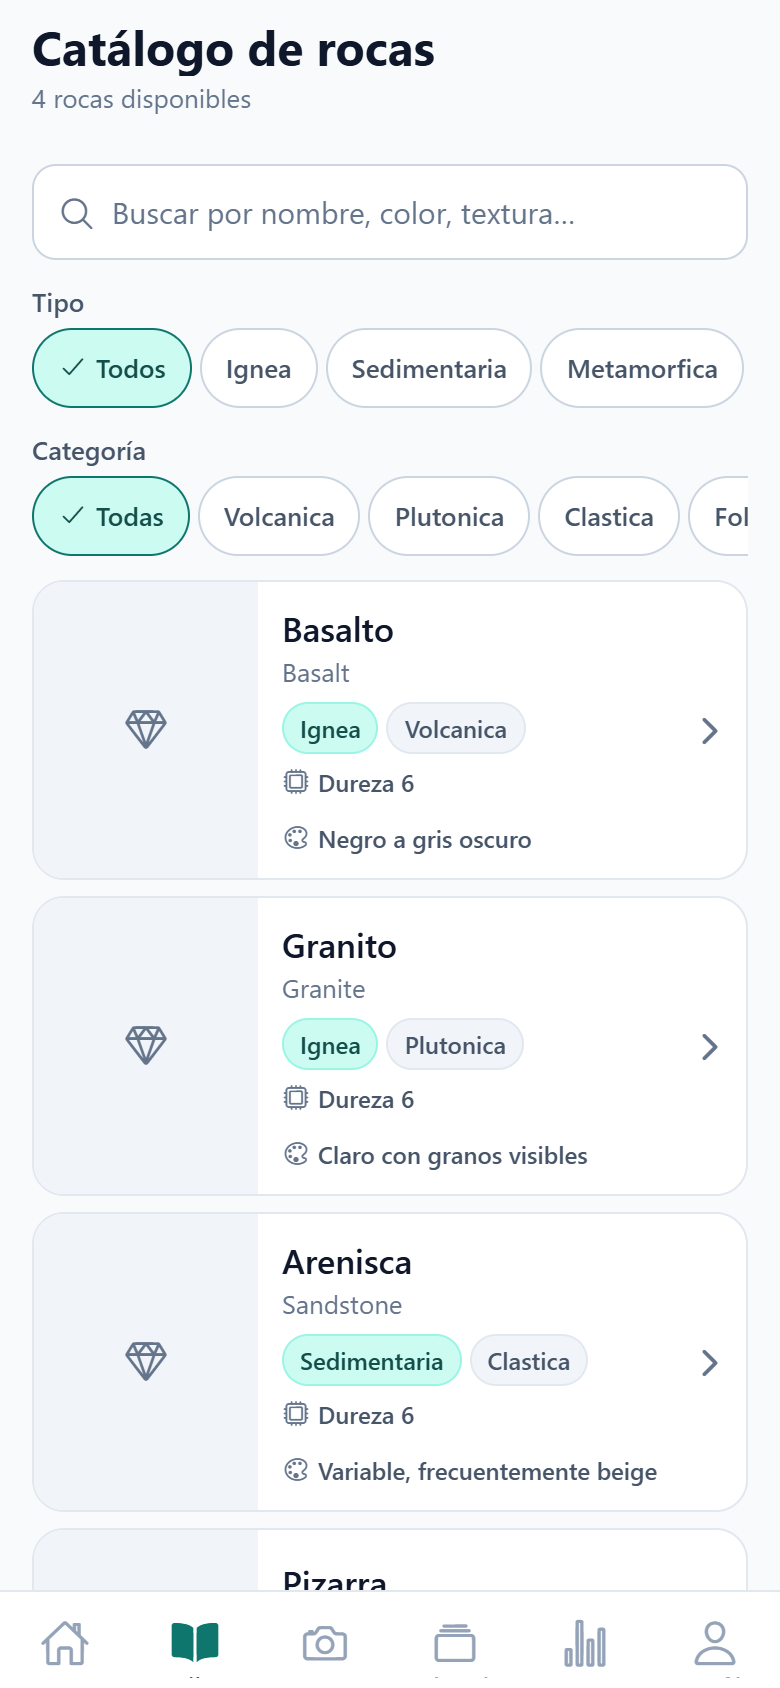 Catálogo de rocas
4 rocas disponibles
Buscar por nombre, color, textura...
Tipo
Todos Ignea Sedimentaria Metamorfica
Categoría
Todas Volcanica Plutonica Clastica Fol
Basalto
Basalt
Ignea Volcanica
Dureza 6
Negro a gris oscuro
Granito
Granite
Ignea Plutonica
Dureza 6
Claro con granos visibles
Arenisca
Sandstone
Sedimentaria Clastica
Dureza 6
Variable, frecuentemente beige
Pizarra